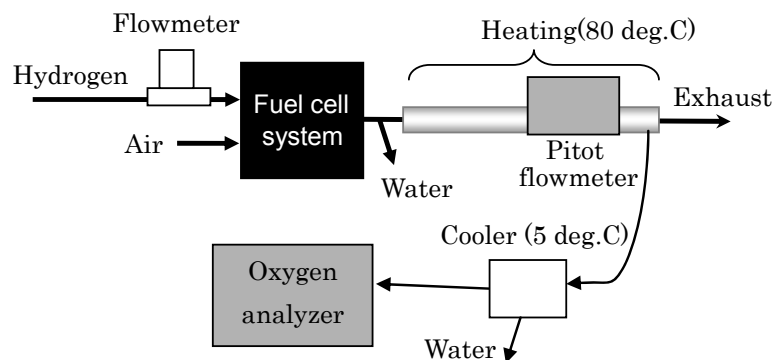 Flowmeter
Heating(80 deg.C)
Hydrogen
Fuel cell
system
Exhaust
Air
Pitot
flowmeter
Water
Cooler (5 deg.C)
Oxygen
analyzer
Water